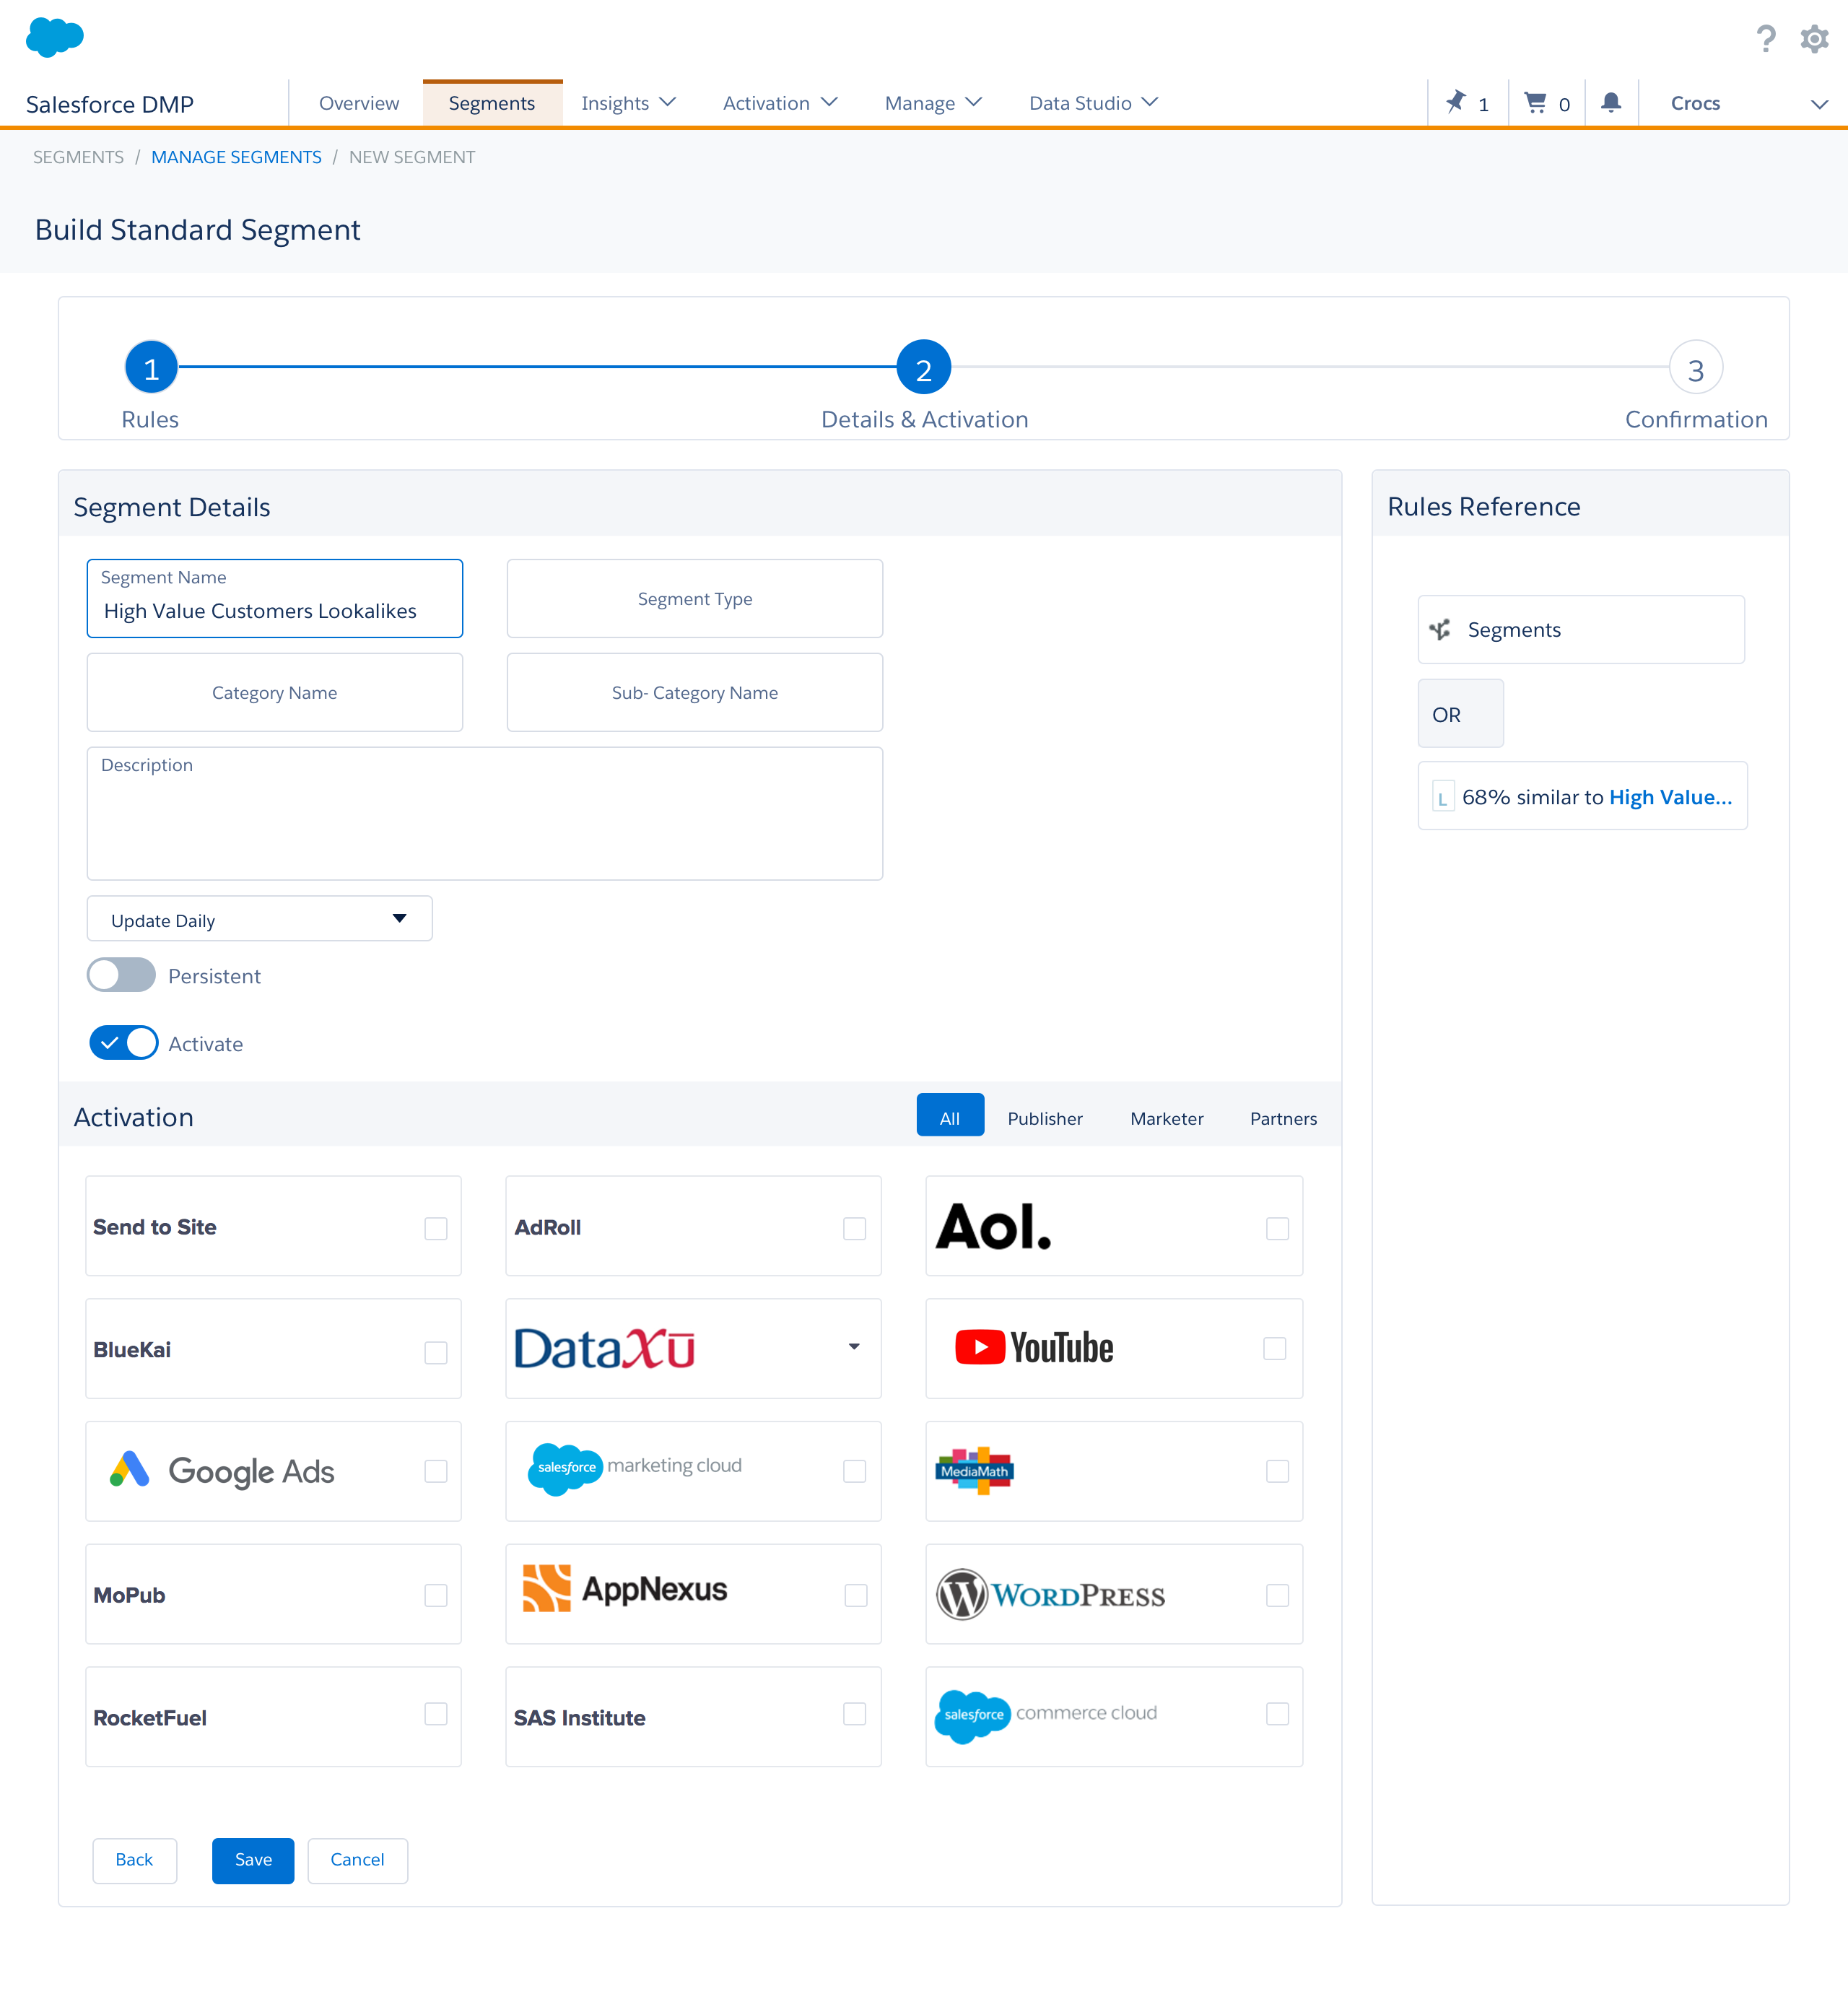 ?
Salesforce DMP
Overview
Segments
Insights
Activation
Manage
Data Studio
1
0
Crocs
SEGMENTS / MANAGE SEGMENTS / NEW SEGMENT
Build Standard Segment
1
2
3
Rules
Details & Activation
Confirmation
Segment Details
Segment Name
High Value Customers Lookalikes
Segment Type
Category Name
Sub- Category Name
Description
Update Daily
Persistent
Activate
Activation
All
Publisher
Marketer
Partners
Send to Site
AdRoll
Aol.
BlueKai
DataXū
YouTube
Google Ads
salesforce marketing cloud
MediaMath
MoPub
AppNexus
WORDPRESS
RocketFuel
SAS Institute
salesforce commerce cloud
Back
Save
Cancel
Rules Reference
Segments
OR
L 68% similar to High Value...